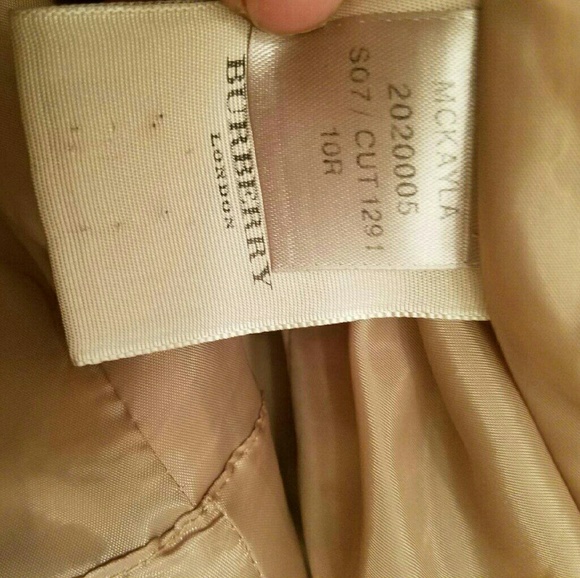 BURBERRY
LONDON
MCKAYLA
2020005
S07 / CUT 1291
10R